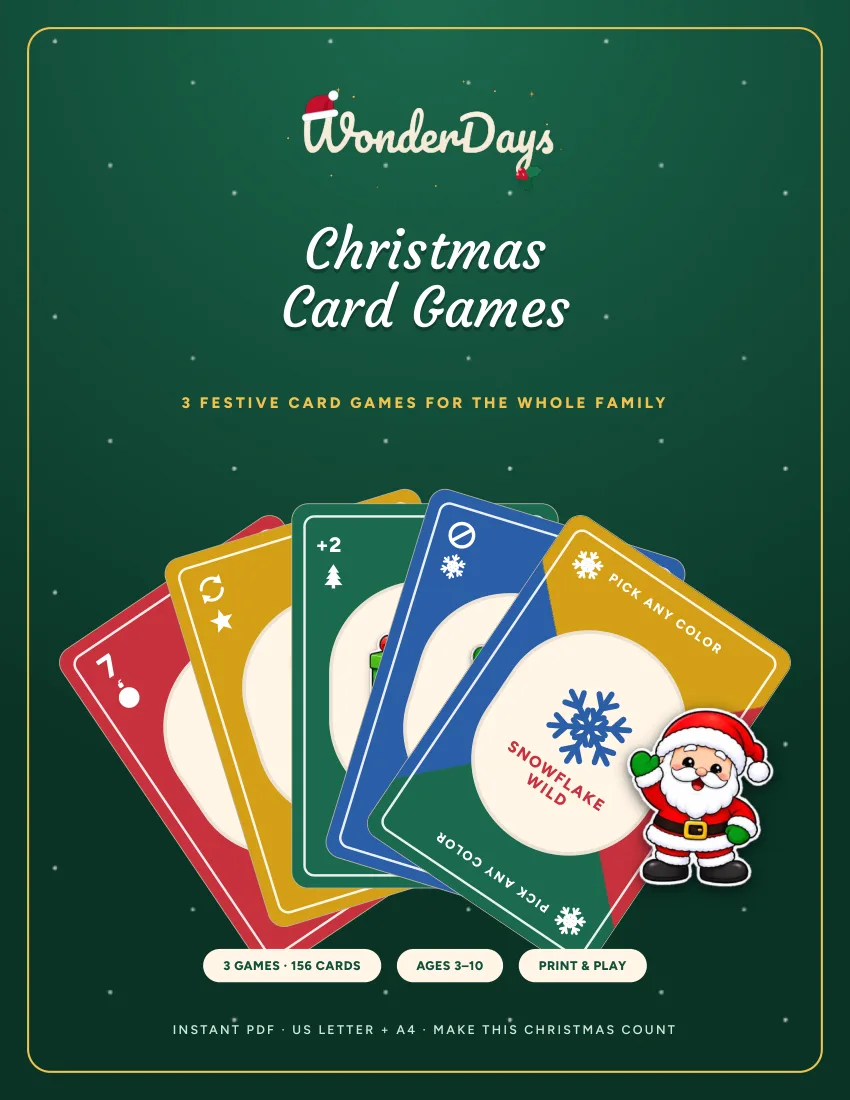 WonderDays
Christmas
Card Games
3 FESTIVE CARD GAMES FOR THE WHOLE FAMILY
7
+2
PICK ANY COLOR
SNOWFLAKE
WILD
PICK ANY COLOR
3 GAMES · 156 CARDS
AGES 3–10
PRINT & PLAY
INSTANT PDF · US LETTER + A4 · MAKE THIS CHRISTMAS COUNT